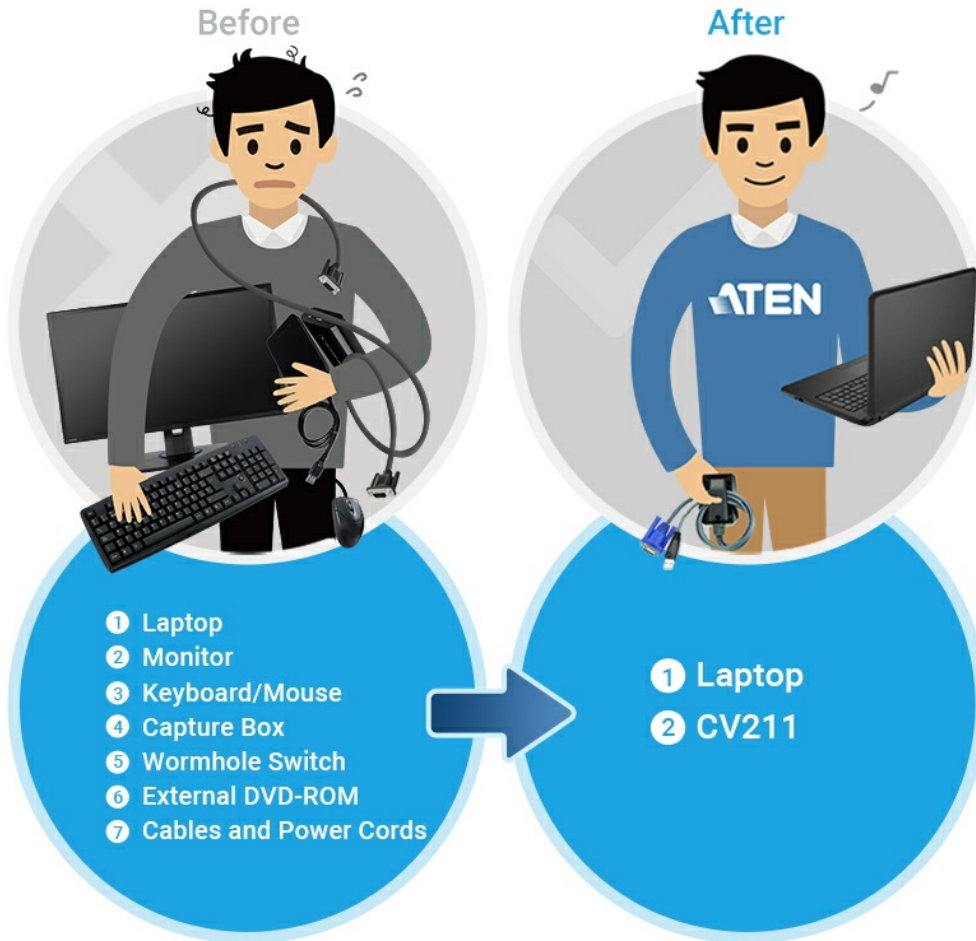 Before
After
ATEN
1 Laptop
2 Monitor
3 Keyboard/Mouse
4 Capture Box
5 Wormhole Switch
6 External DVD-ROM
7 Cables and Power Cords
1 Laptop
2 CV211